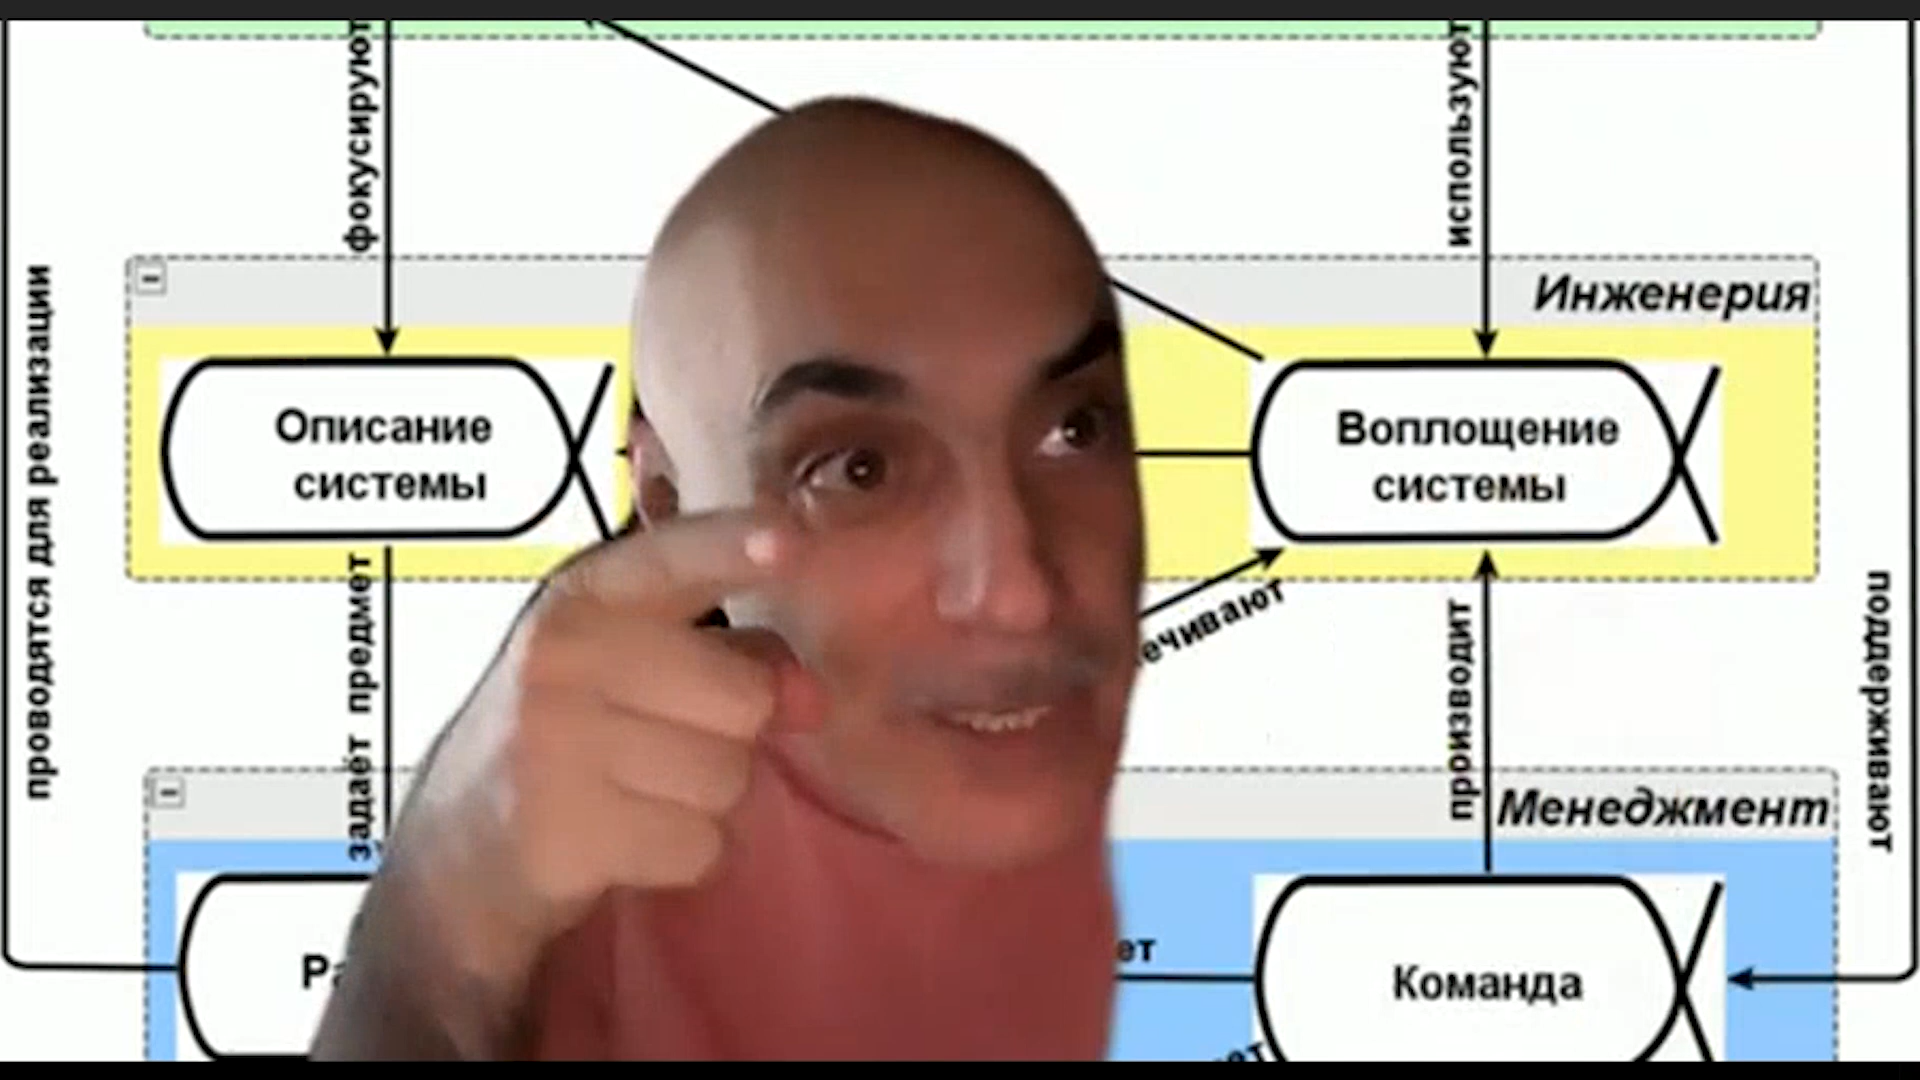 фокусируют
используют
проводятся для реализации
Инженерия
Описание
системы
Воплощение
системы
задаёт предмет
производит
поддерживают
Менеджмент
Команда